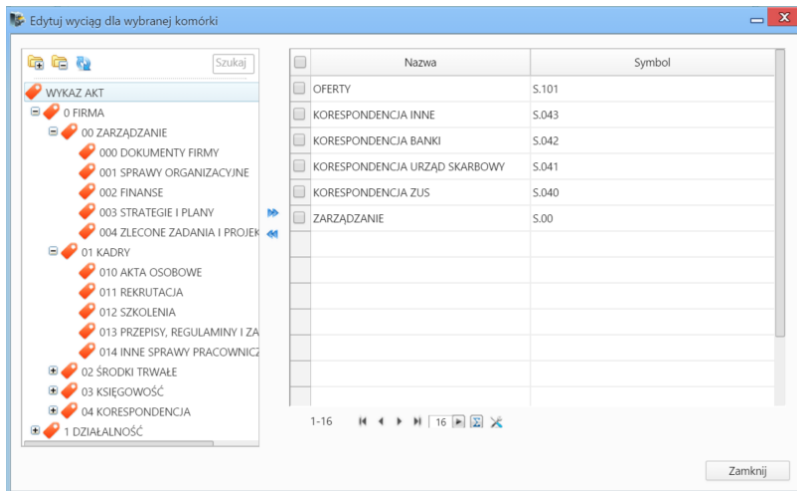 Edytuj wyciąg dla wybranej komórki
Szukaj
WYKAZ AKT
0 FIRMA
00 ZARZĄDZANIE
000 DOKUMENTY FIRMY
001 SPRAWY ORGANIZACYJNE
002 FINANSE
003 STRATEGIE I PLANY
004 ZLECONE ZADANIA I PROJEK
01 KADRY
010 AKTA OSOBOWE
011 REKRUTACJA
012 SZKOLENIA
013 PRZEPISY, REGULAMINY I ZA
014 INNE SPRAWY PRACOWNICZ
02 ŚRODKI TRWAŁE
03 KSIĘGOWOŚĆ
04 KORESPONDENCJA
1 DZIAŁALNOŚĆ
Nazwa Symbol
OFERTY S.101
KORESPONDENCJA INNE S.043
KORESPONDENCJA BANKI S.042
KORESPONDENCJA URZĄD SKARBOWY S.041
KORESPONDENCJA ZUS S.040
ZARZĄDZANIE S.00
1-16 16 Σ
Zamknij